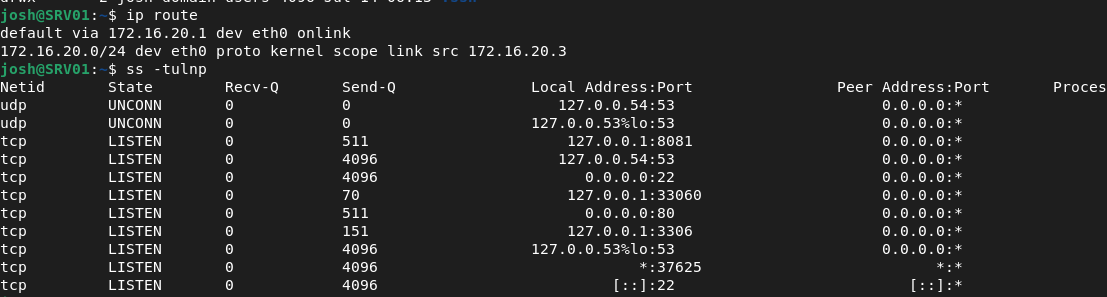 josh@SRV01:~$ ip route
default via 172.16.20.1 dev eth0 onlink
172.16.20.0/24 dev eth0 proto kernel scope link src 172.16.20.3
josh@SRV01:~$ ss -tulnp
Netid State Recv-Q Send-Q Local Address:Port Peer Address:Port Proces
udp UNCONN 0 0 127.0.0.54:53 0.0.0.0:*
udp UNCONN 0 0 127.0.0.53%lo:53 0.0.0.0:*
tcp LISTEN 0 511 127.0.0.1:8081 0.0.0.0:*
tcp LISTEN 0 4096 127.0.0.54:53 0.0.0.0:*
tcp LISTEN 0 4096 0.0.0.0:22 0.0.0.0:*
tcp LISTEN 0 70 127.0.0.1:33060 0.0.0.0:*
tcp LISTEN 0 511 0.0.0.0:80 0.0.0.0:*
tcp LISTEN 0 151 127.0.0.1:3306 0.0.0.0:*
tcp LISTEN 0 4096 127.0.0.53%lo:53 0.0.0.0:*
tcp LISTEN 0 4096 *:37625 *:*
tcp LISTEN 0 4096 [::]:22 [::]:*